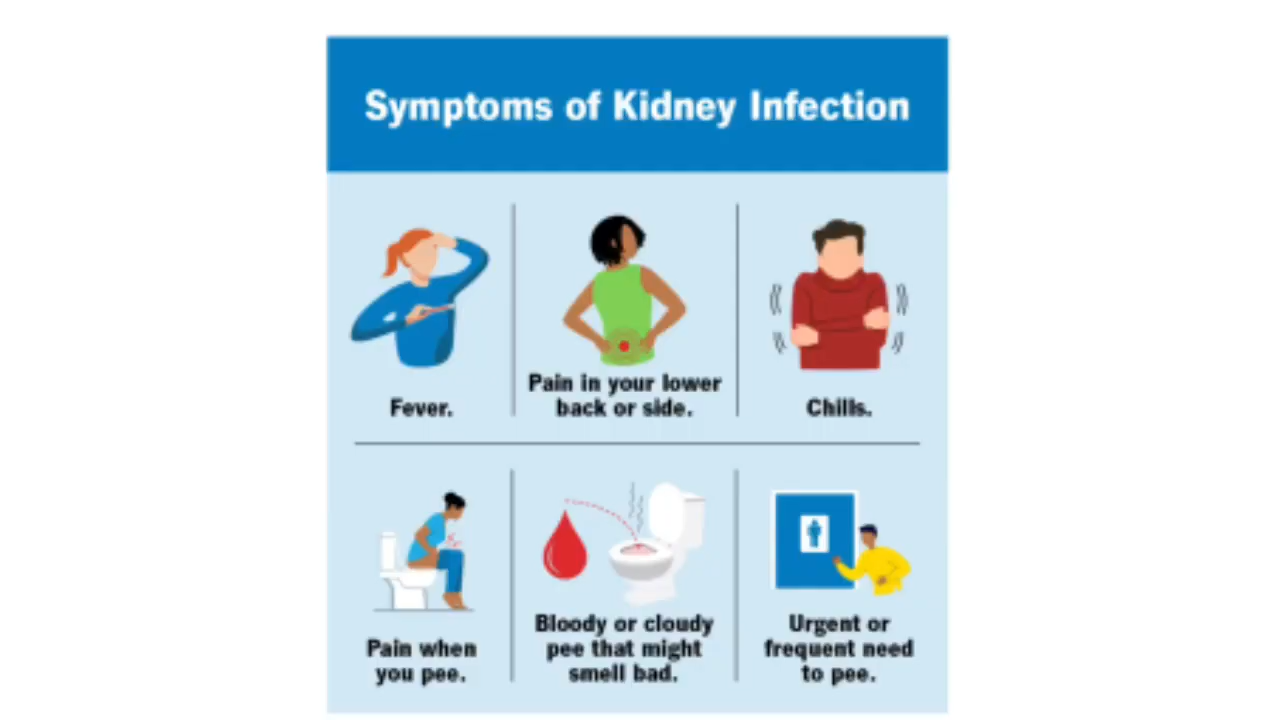 Symptoms of Kidney Infection
Fever.
Pain in your lower
back or side.
Chills.
Pain when
you pee.
Bloody or cloudy
pee that might
smell bad.
Urgent or
frequent need
to pee.